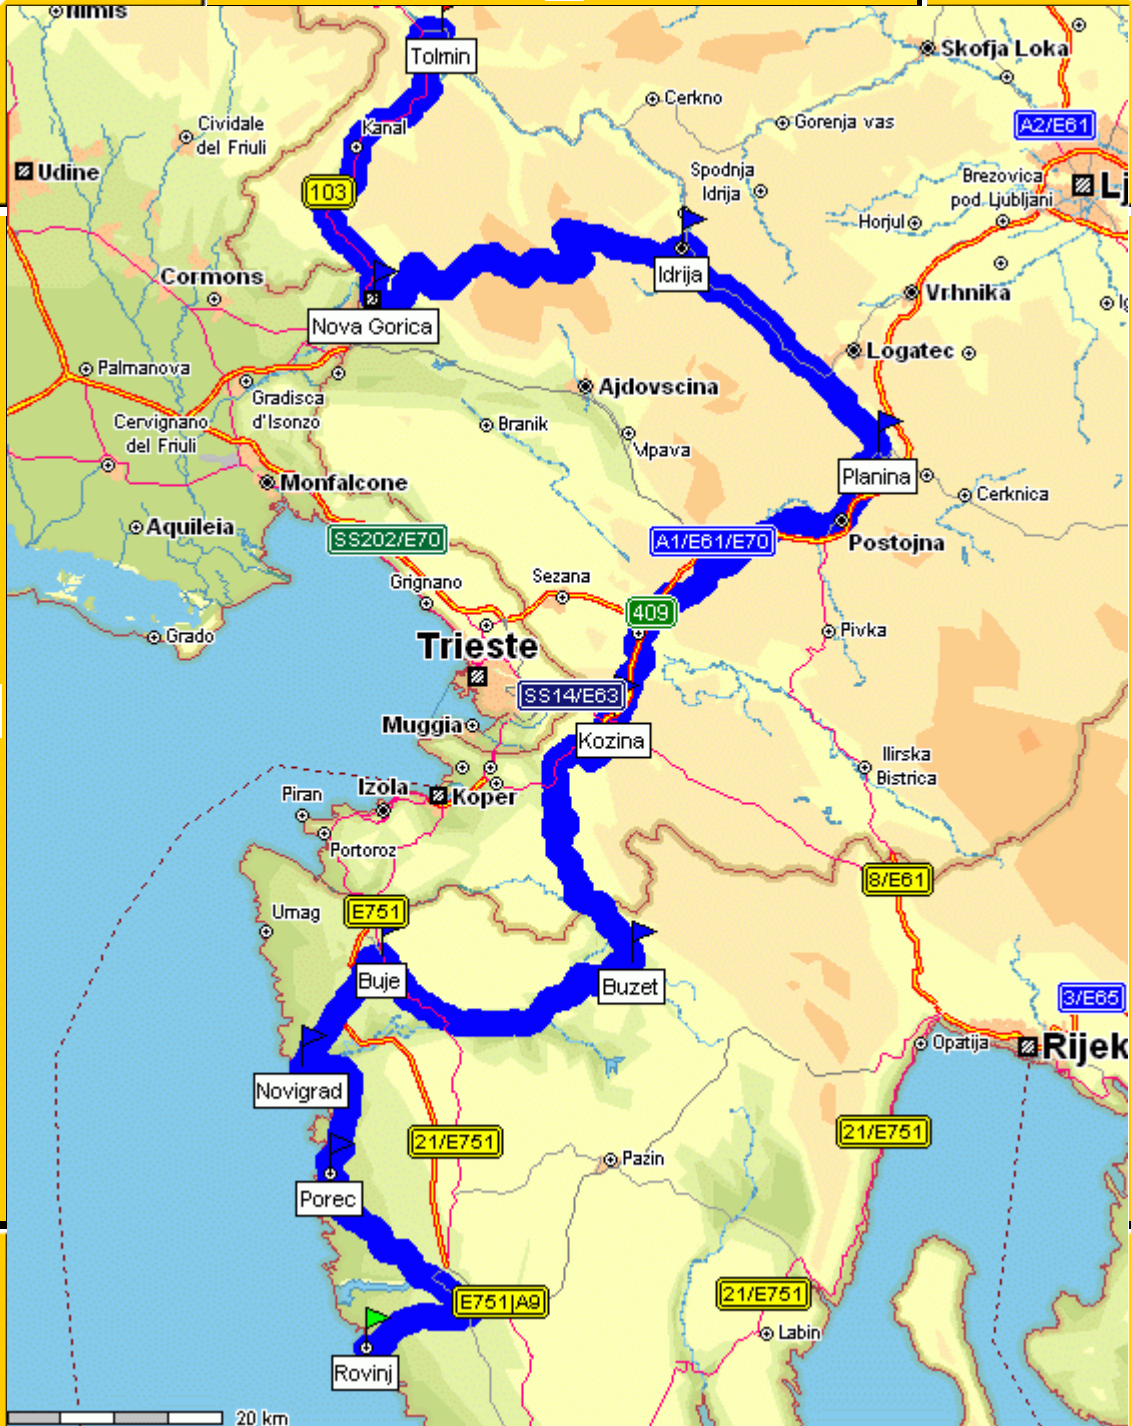 Nimis
Tolmin
Skofja Loka
Cerkno
Kanal
Cividale
del Friuli
Gorenja vas
A2/E61
Udine
Spodnja
Idrija
Brezovica
pod Ljubljani
Lj
103
Horjul
Idrija
Cormons
Vrhnika
Ig
Nova Gorica
Logatec
Palmanova
Ajdovscina
Gradisca
d'Isonzo
Cervignano
del Friuli
Branik
Vipava
Planina
Monfalcone
Cerknica
Aquileia
SS202/E70
A1/E61/E70
Postojna
Grignano
Sezana
409
Grado
Trieste
Pivka
SS14/E63
Muggia
Kozina
Ilirska
Bistrica
Piran
Izola
Koper
Portoroz
8/E61
Umag
E751
Buje
Buzet
3/E65
Opatija
Rijek
Novigrad
21/E751
21/E751
Pazin
Porec
E751|A9
21/E751
Labin
Rovinj
20 km